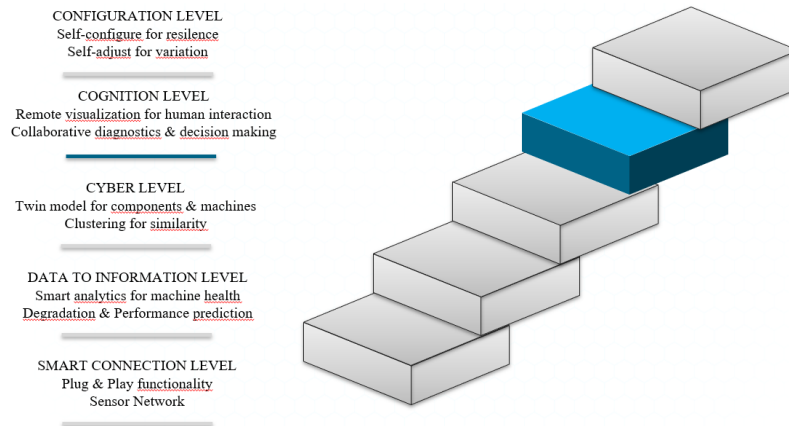 CONFIGURATION LEVEL
Self-configure for resilence
Self-adjust for variation
COGNITION LEVEL
Remote visualization for human interaction
Collaborative diagnostics & decision making
CYBER LEVEL
Twin model for components & machines
Clustering for similarity
DATA TO INFORMATION LEVEL
Smart analytics for machine health
Degradation & Performance prediction
SMART CONNECTION LEVEL
Plug & Play functionality
Sensor Network